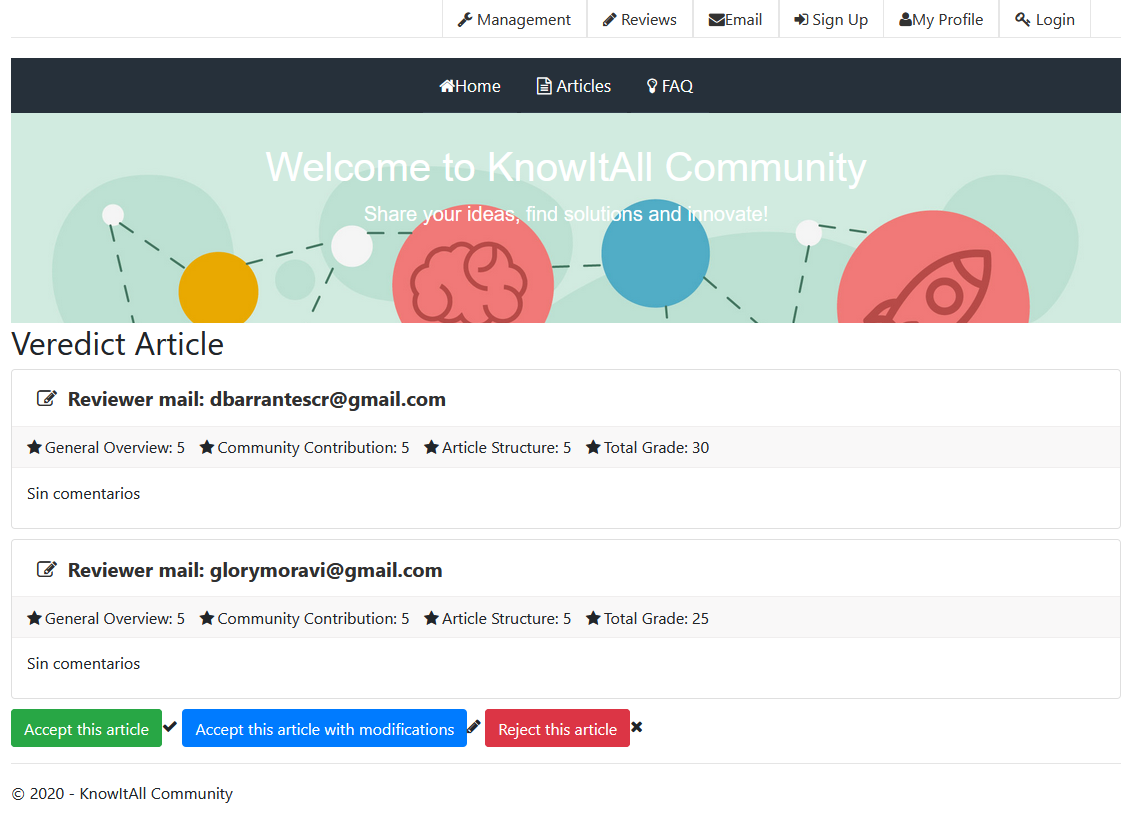 Management Reviews Email Sign Up My Profile Login
Home Articles FAQ
Welcome to KnowItAll Community
Share your ideas, find solutions and innovate!
Veredict Article
Reviewer mail: dbarrantescr@gmail.com
General Overview: 5 Community Contribution: 5 Article Structure: 5 Total Grade: 30
Sin comentarios
Reviewer mail: glorymoravi@gmail.com
General Overview: 5 Community Contribution: 5 Article Structure: 5 Total Grade: 25
Sin comentarios
Accept this article Accept this article with modifications Reject this article
© 2020 - KnowItAll Community